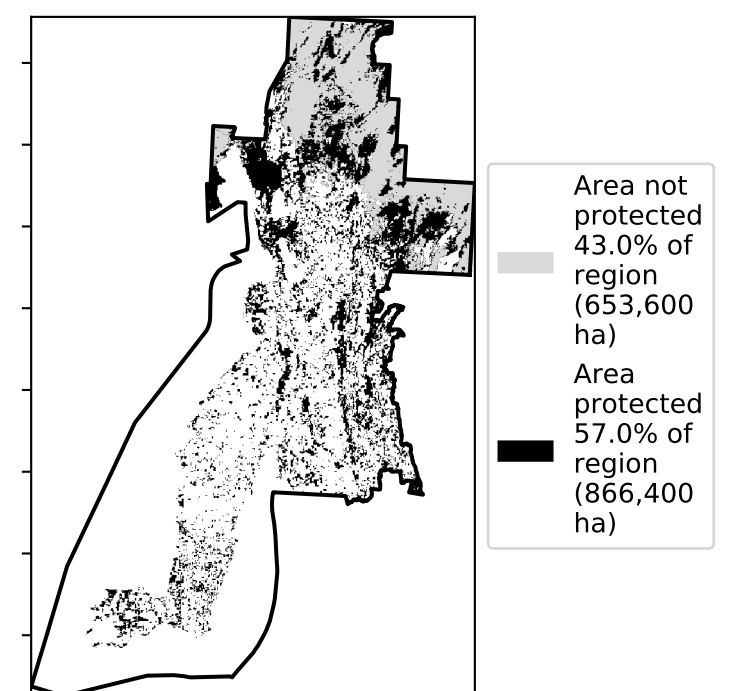 Area not
protected
43.0% of
region
(653,600
ha)
Area
protected
57.0% of
region
(866,400
ha)